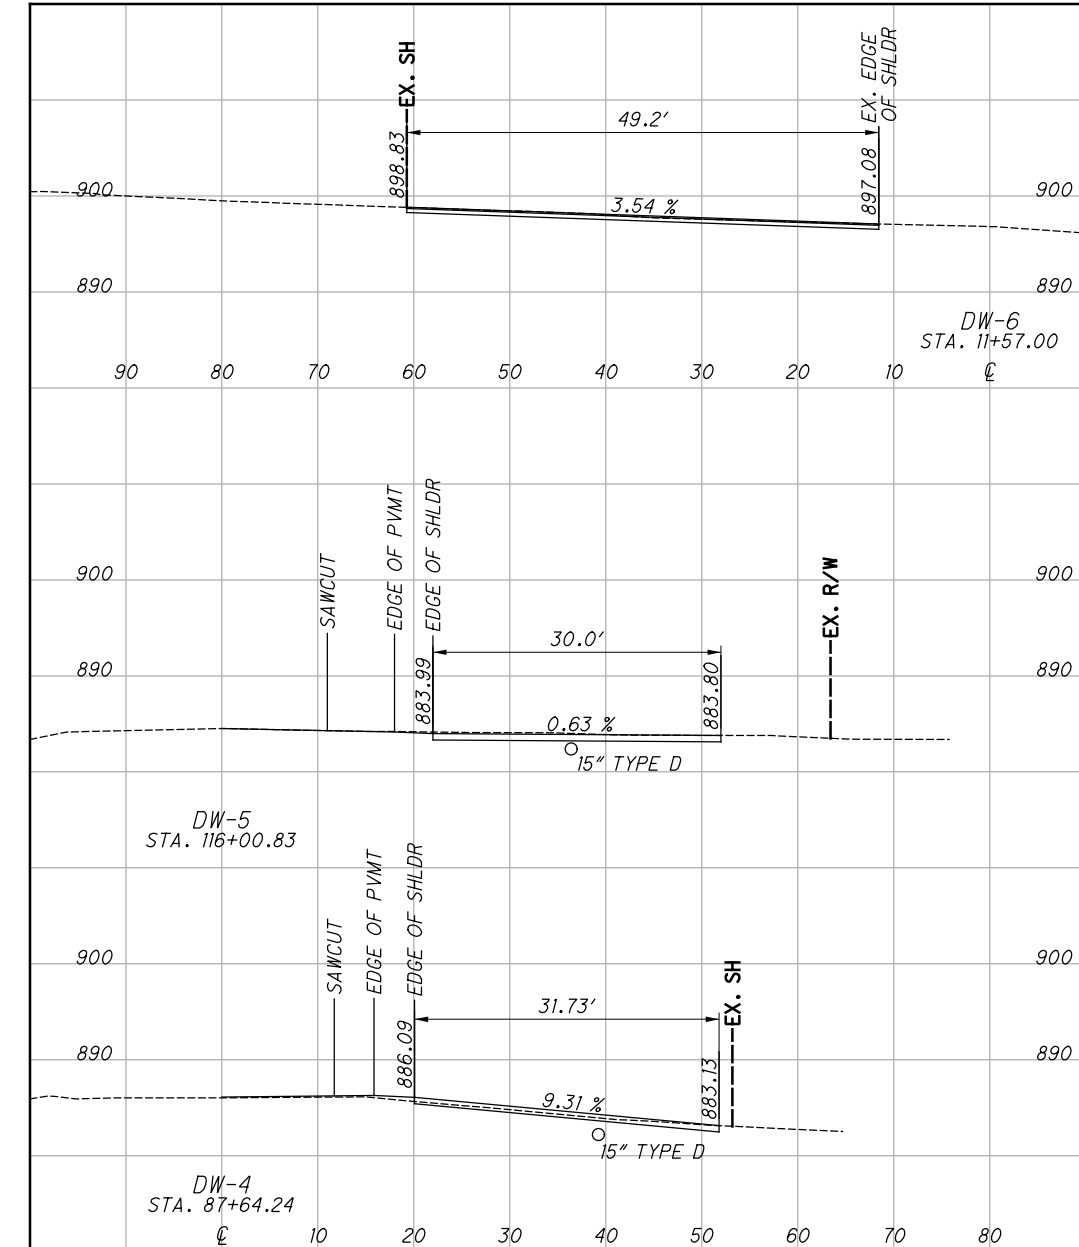 EX. SH
EX. EDGE
OF SHLDR
49.2'
898.83
897.08
900
3.54 %
900
890
890
DW-6
STA. 11+57.00
90 80 70 60 50 40 30 20 10 ℄
SAWCUT
EDGE OF PVMT
EDGE OF SHLDR
EX. R/W
900
900
30.0'
890
883.99
883.80
890
0.63 %
15" TYPE D
DW-5
STA. 116+00.83
SAWCUT
EDGE OF PVMT
EDGE OF SHLDR
EX. SH
900
900
31.73'
890
886.09
883.13
890
9.31 %
15" TYPE D
DW-4
STA. 87+64.24
℄ 10 20 30 40 50 60 70 80